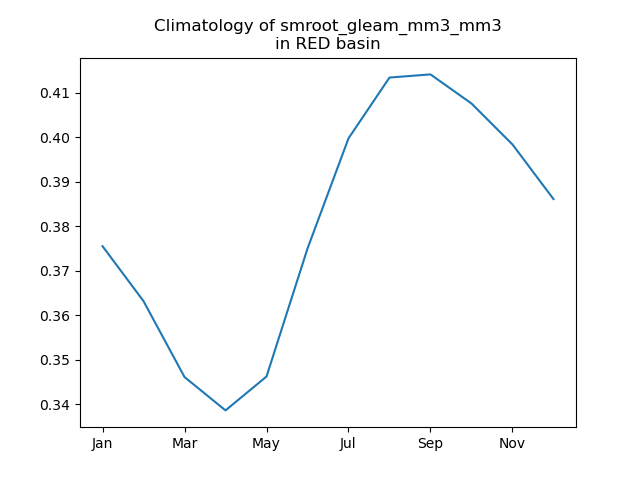 Climatology of smroot_gleam_mm3_mm3
in RED basin
0.41
0.40
0.39
0.38
0.37
0.36
0.35
0.34
Jan Mar May Jul Sep Nov